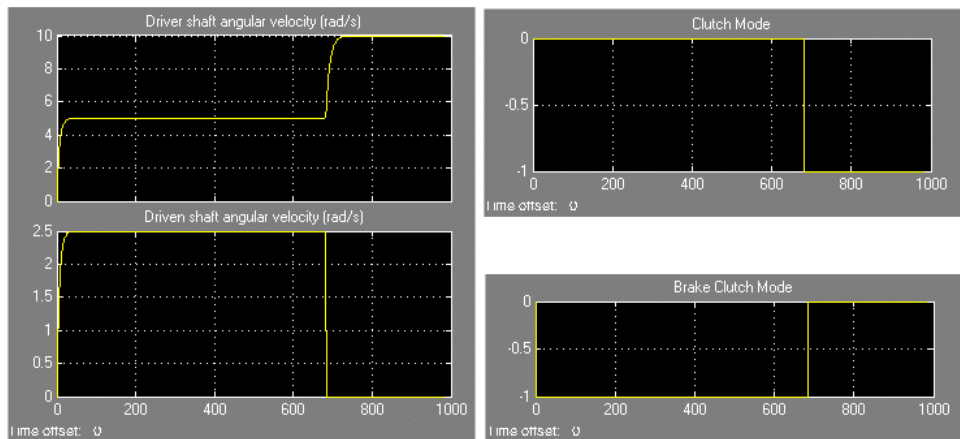 Driver shaft angular velocity (rad/s)
10
8
6
4
2
0
Driven shaft angular velocity (rad/s)
2.5
2
1.5
1
0.5
0
0 200 400 600 800 1000
Time offset: 0
Clutch Mode
0
-0.5
-1
0 200 400 600 800 1000
Time offset: 0
Brake Clutch Mode
0
-0.5
-1
0 200 400 600 800 1000
Time offset: 0